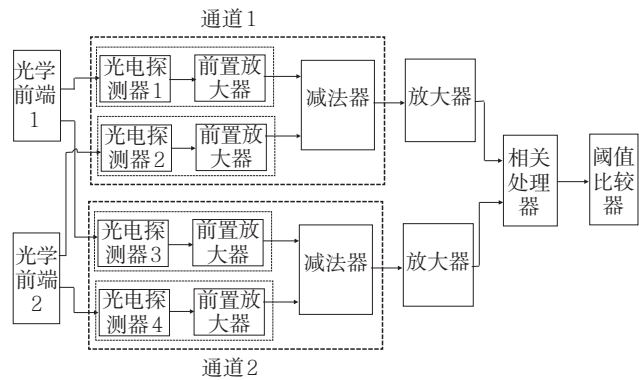 通道1
光学
前端
1
光电探
测器1
前置放
大器
光电探
测器2
前置放
大器
减法器
放大器
相关
处理
器
阈值
比较
器
光学
前端
2
光电探
测器3
前置放
大器
光电探
测器4
前置放
大器
减法器
放大器
通道2